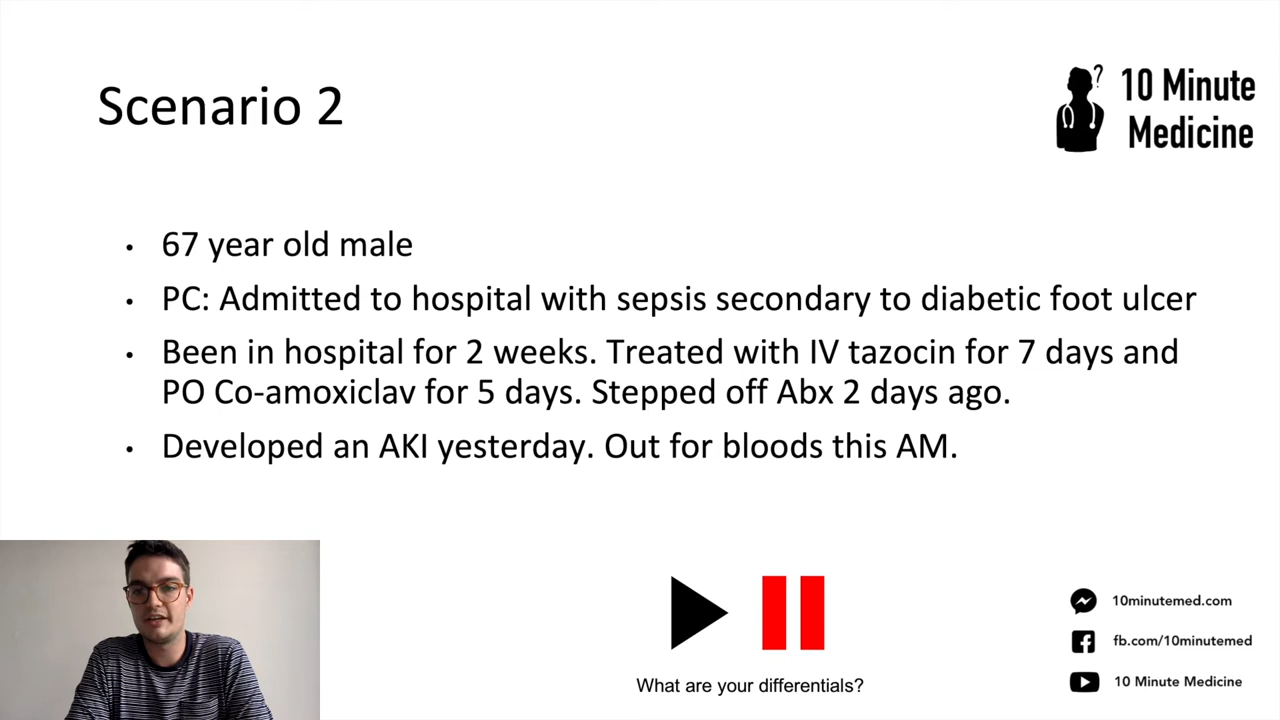 Scenario 2
10 Minute
Medicine
• 67 year old male
• PC: Admitted to hospital with sepsis secondary to diabetic foot ulcer
• Been in hospital for 2 weeks. Treated with IV tazocin for 7 days and
PO Co-amoxiclav for 5 days. Stepped off Abx 2 days ago.
• Developed an AKI yesterday. Out for bloods this AM.
What are your differentials?
10minutemed.com
fb.com/10minutemed
10 Minute Medicine